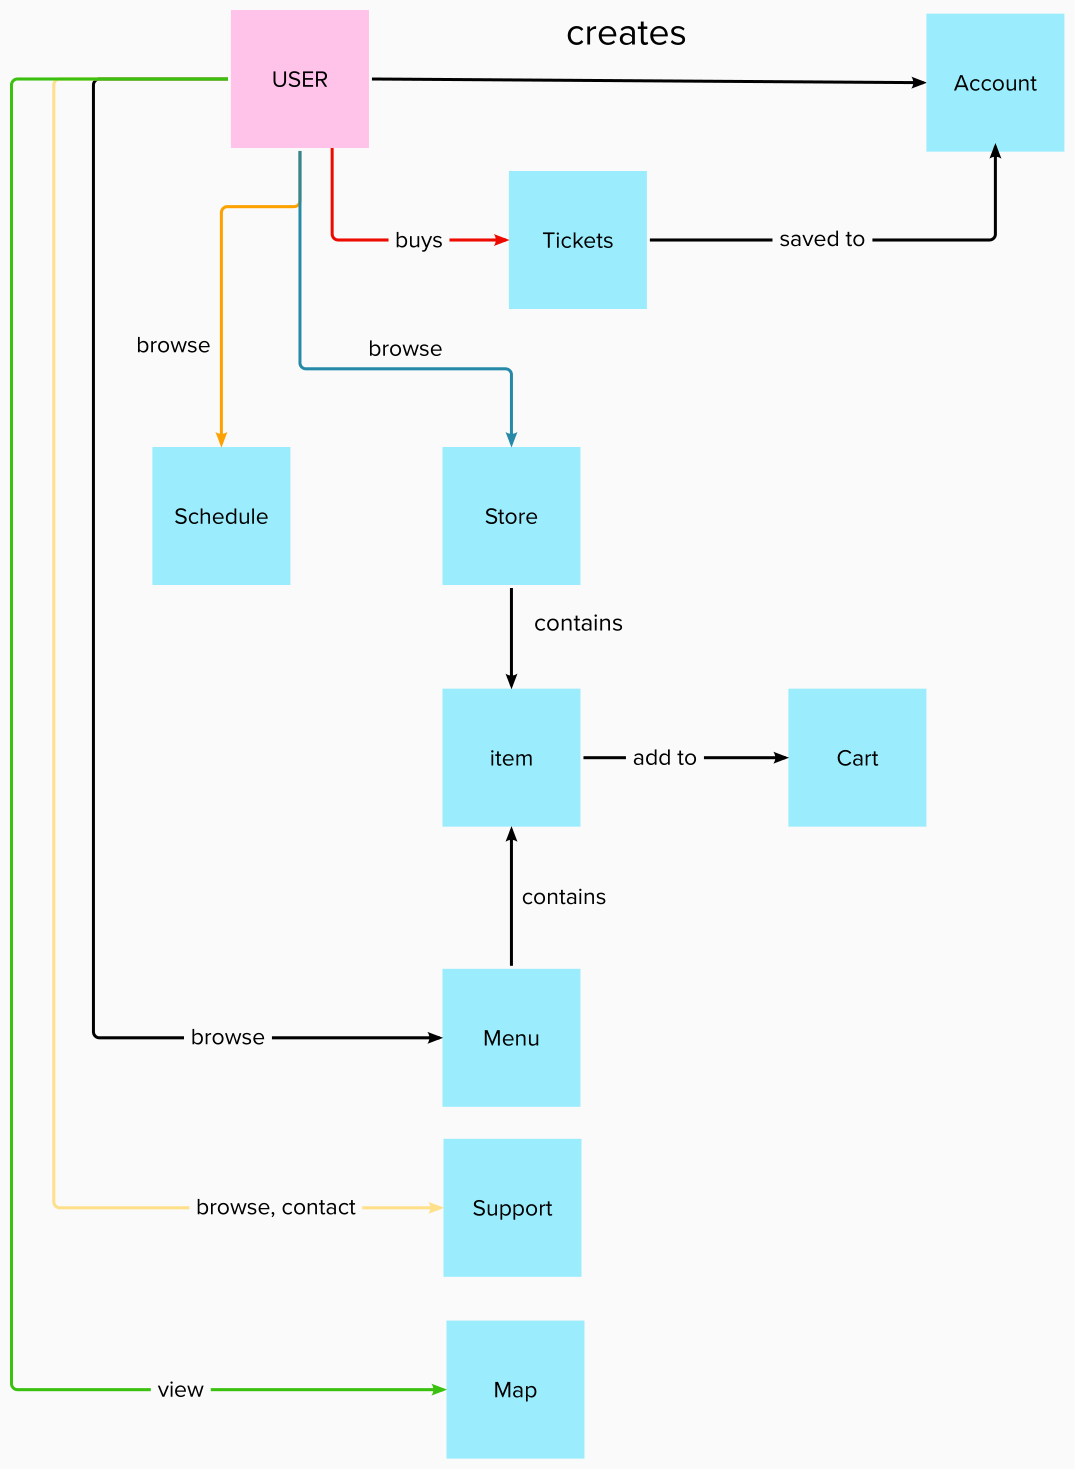 creates
USER
Account
buys
Tickets
saved to
browse
browse
Schedule
Store
contains
item
add to
Cart
contains
browse
Menu
browse, contact
Support
view
Map